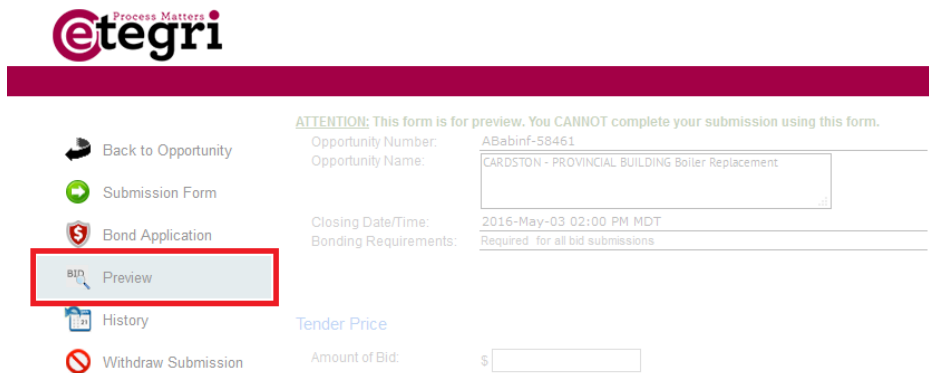 Process Matters
etegri
Back to Opportunity
Submission Form
Bond Application
BID
Preview
21
History
Withdraw Submission
ATTENTION: This form is for preview. You CANNOT complete your submission using this form.
Opportunity Number: ABabinf-58461
Opportunity Name: CARDSTON - PROVINCIAL BUILDING Boiler Replacement
Closing Date/Time: 2016-May-03 02:00 PM MDT
Bonding Requirements: Required for all bid submissions
Tender Price
Amount of Bid: $